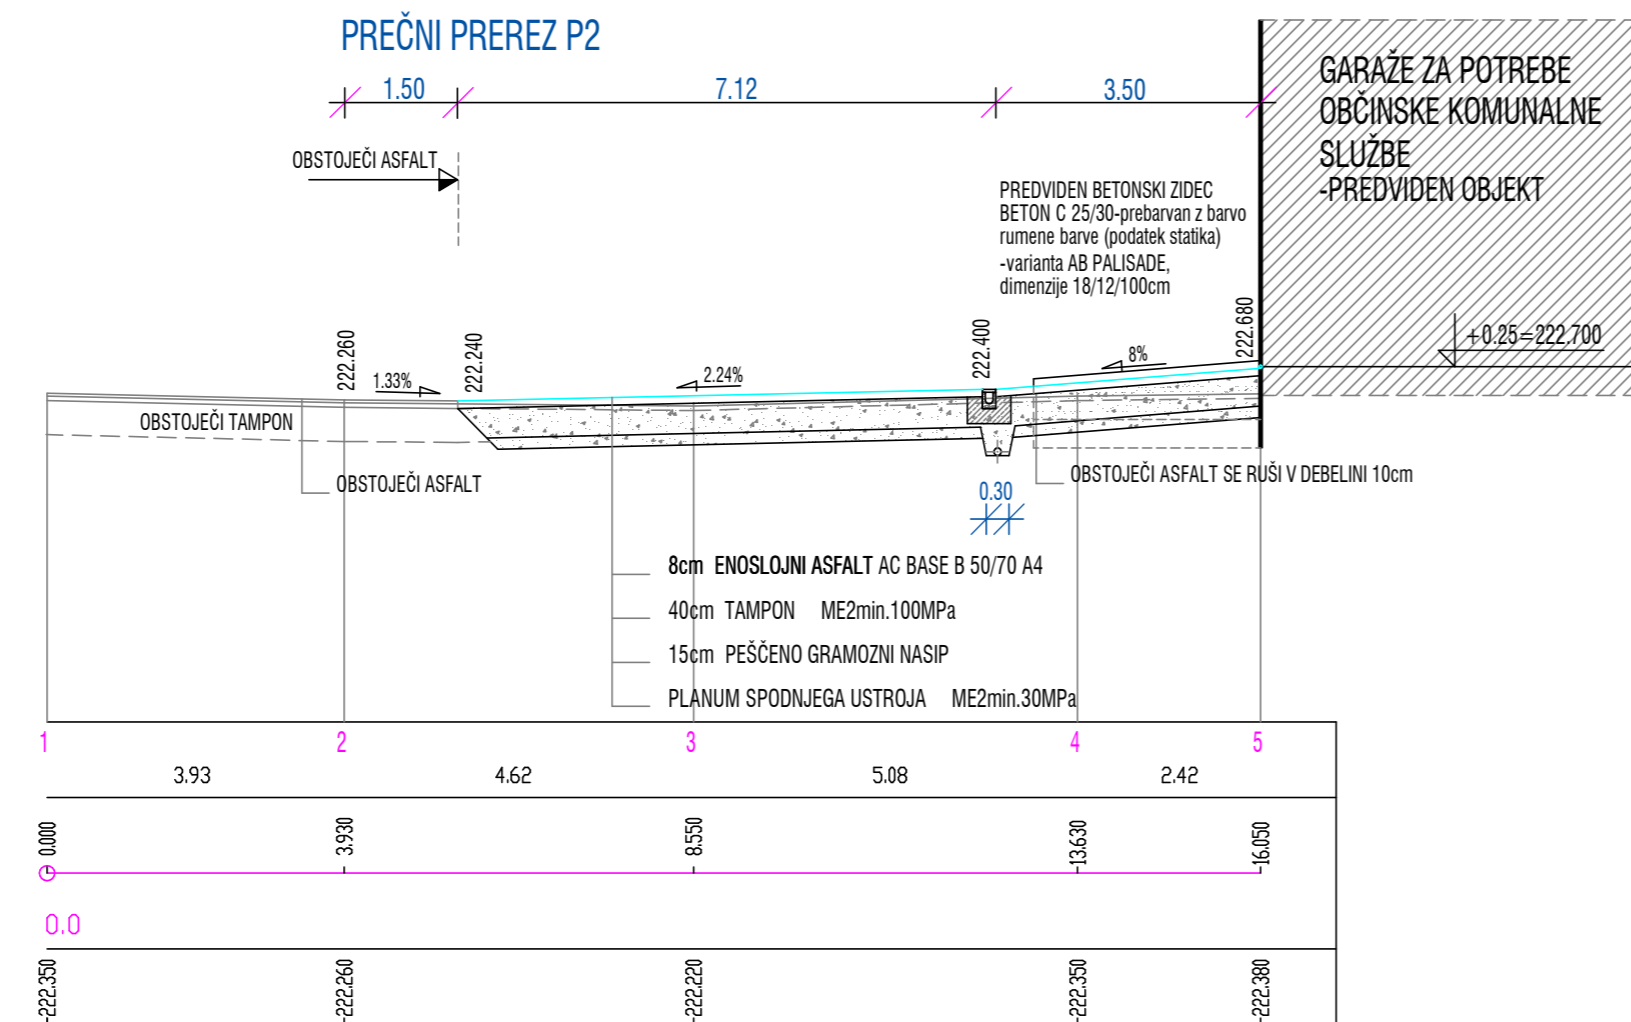 PREČNI PREREZ P2
1.50
7.12
3.50
GARAŽE ZA POTREBE
OBČINSKE KOMUNALNE
SLUŽBE
-PREDVIDEN OBJEKT
OBSTOJEČI ASFALT
PREDVIDEN BETONSKI ZIDEC
BETON C 25/30-prebarvan z barvo
rumene barve (podatek statika)
-varianta AB PALISADE,
dimenzije 18/12/100cm
222.260
222.240
222.400
222.680
+0.25=222.700
1.33%
2.24%
8%
OBSTOJEČI TAMPON
OBSTOJEČI ASFALT
OBSTOJEČI ASFALT SE RUŠI V DEBELINI 10cm
0.30
8cm ENOSLOJNI ASFALT AC BASE B 50/70 A4
40cm TAMPON ME2min.100MPa
15cm PEŠČENO GRAMOZNI NASIP
PLANUM SPODNJEGA USTROJA ME2min.30MPa
1
2
3
4
5
3.93
4.62
5.08
2.42
0.000
3.930
8.550
13.630
16.050
0.0
-222.350
-222.260
-222.220
-222.350
-222.380